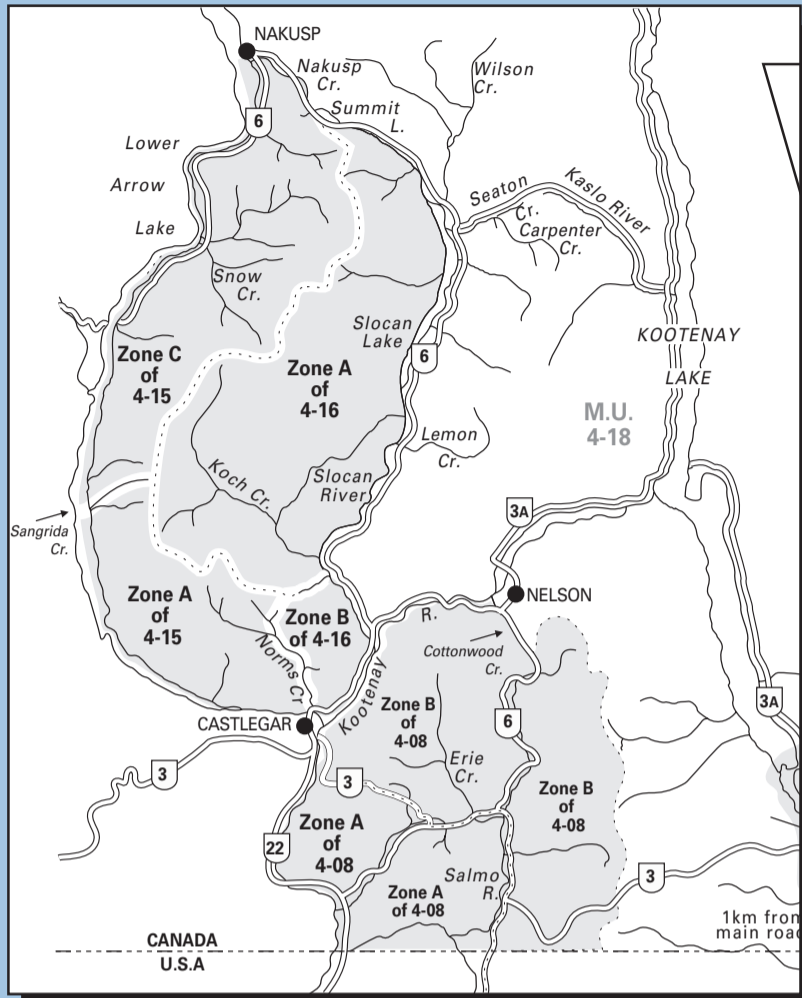 NAKUSP
Nakusp
Cr.
Wilson
Cr.
Summit
L.
6
Lower
Arrow
Lake
Seaton
Cr.
Kaslo River
Carpenter
Cr.
Snow
Cr.
Slocan
Lake
6
KOOTENAY
LAKE
Zone C
of
4-15
Zone A
of
4-16
M.U.
4-18
Lemon
Cr.
Koch Cr.
Slocan
River
3A
Sangrida
Cr.
NELSON
Zone A
of
4-15
Zone B
of 4-16
R.
Cottonwood
Cr.
Norms Cr
Kootenay
3A
Zone B
of
4-08
6
CASTLEGAR
Erie
Cr.
3
3
Zone B
of
4-08
Zone A
of
4-08
22
Salmo
R.
3
Zone A
of 4-08
1km from
main road
CANADA
U.S.A